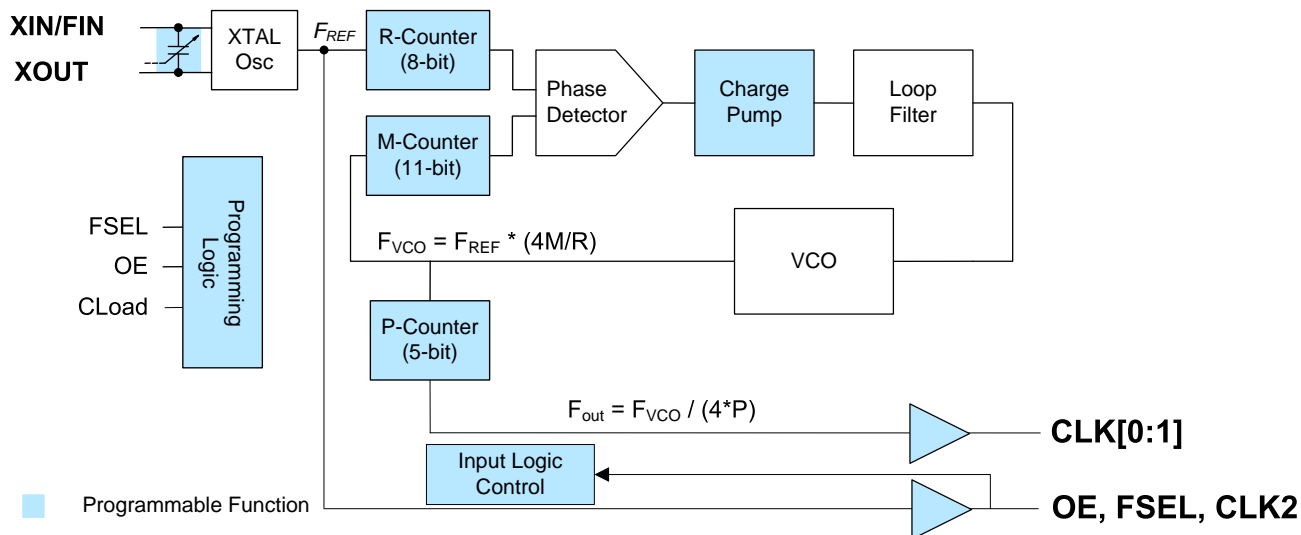 XIN/FIN
XOUT
XTAL
Osc
FREF
R-Counter
(8-bit)
Phase
Detector
Charge
Pump
Loop
Filter
M-Counter
(11-bit)
Programming
Logic
FSEL
OE
CLoad
FVCO = FREF * (4M/R)
VCO
P-Counter
(5-bit)
Fout = FVCO / (4*P)
CLK[0:1]
Input Logic
Control
Programmable Function
OE, FSEL, CLK2